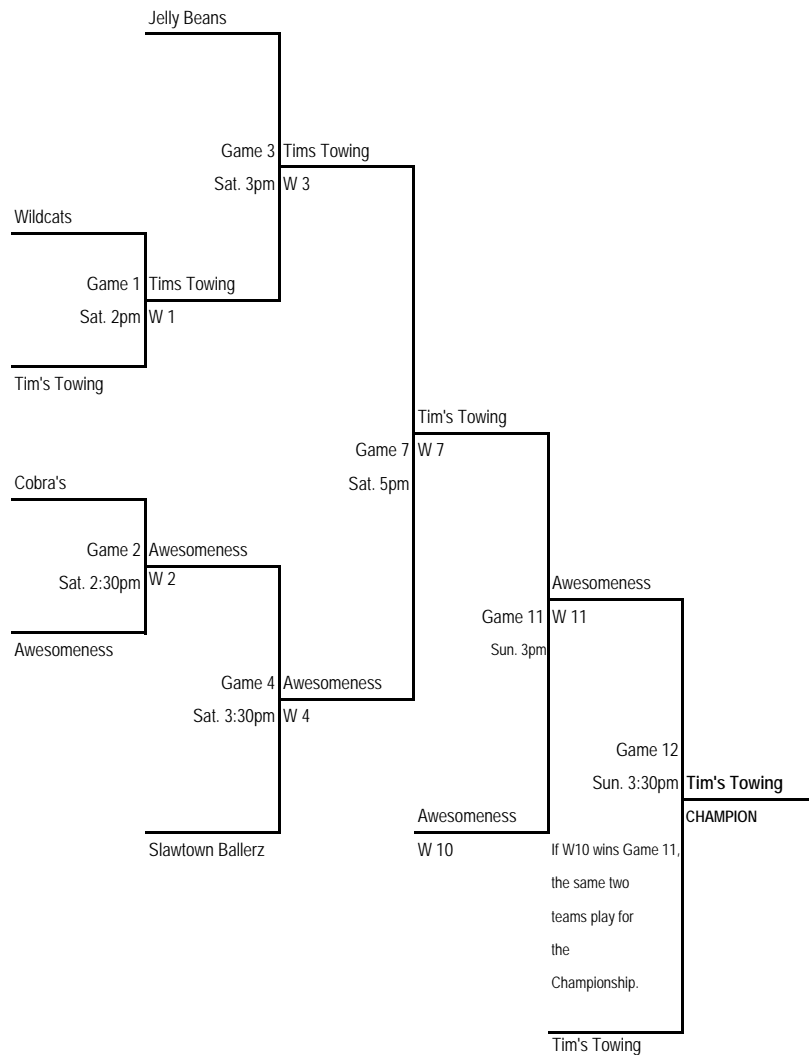 Jelly Beans
Game 3 Tims Towing
Sat. 3pm W 3
Wildcats
Game 1 Tims Towing
Sat. 2pm W 1
Tim's Towing
Tim's Towing
Game 7 W 7
Sat. 5pm
Cobra's
Game 2 Awesomeness
Sat. 2:30pm W 2
Awesomeness
Awesomeness
Game 11 W 11
Sun. 3pm
Game 4 Awesomeness
Sat. 3:30pm W 4
Game 12
Sun. 3:30pm Tim's Towing
CHAMPION
Awesomeness
W 10
Slawtown Ballerz
If W10 wins Game 11,
the same two
teams play for
the
Championship.
Tim's Towing